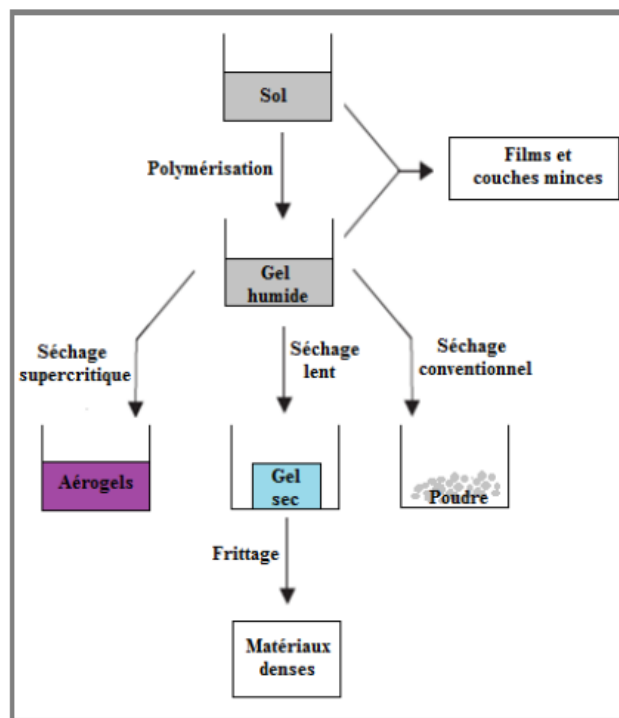 Sol
Polymérisation
Films et
couches minces
Gel
humide
Séchage
supercritique
Séchage
lent
Séchage
conventionnel
Aérogels
Gel
sec
Poudre
Frittage
Matériaux
denses